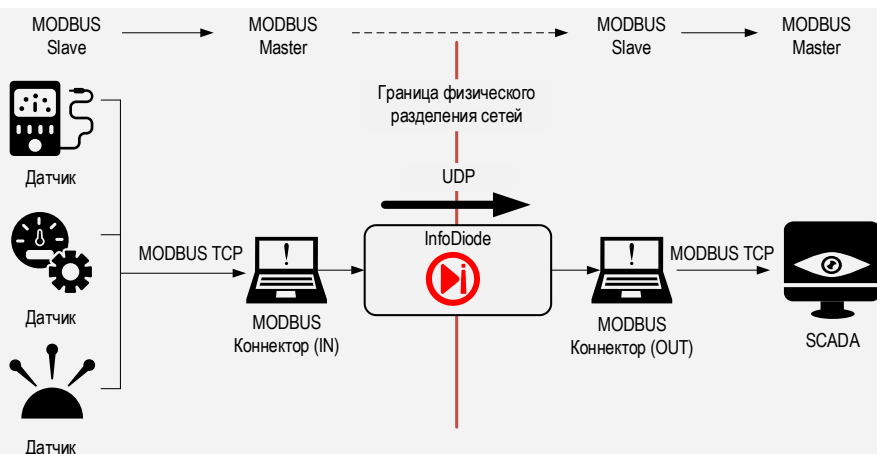 MODBUS
Slave
MODBUS
Master
MODBUS
Slave
MODBUS
Master
Граница физического
разделения сетей
Датчик
UDP
InfoDiode
MODBUS TCP
MODBUS TCP
Датчик
MODBUS
Коннектор (IN)
MODBUS
Коннектор (OUT)
SCADA
Датчик